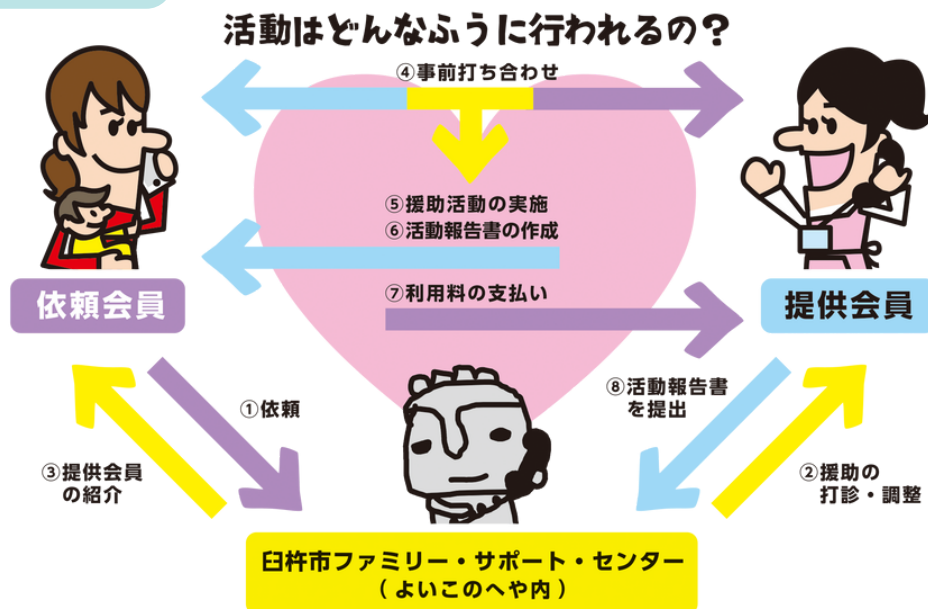 活動はどんなふうに行われるの？
④事前打ち合わせ
⑤援助活動の実施
⑥活動報告書の作成
⑦利用料の支払い
依頼会員
提供会員
①依頼
⑧活動報告書
を提出
③提供会員
の紹介
②援助の
打診・調整
臼杵市ファミリー・サポート・センター
（よいこのへや内）